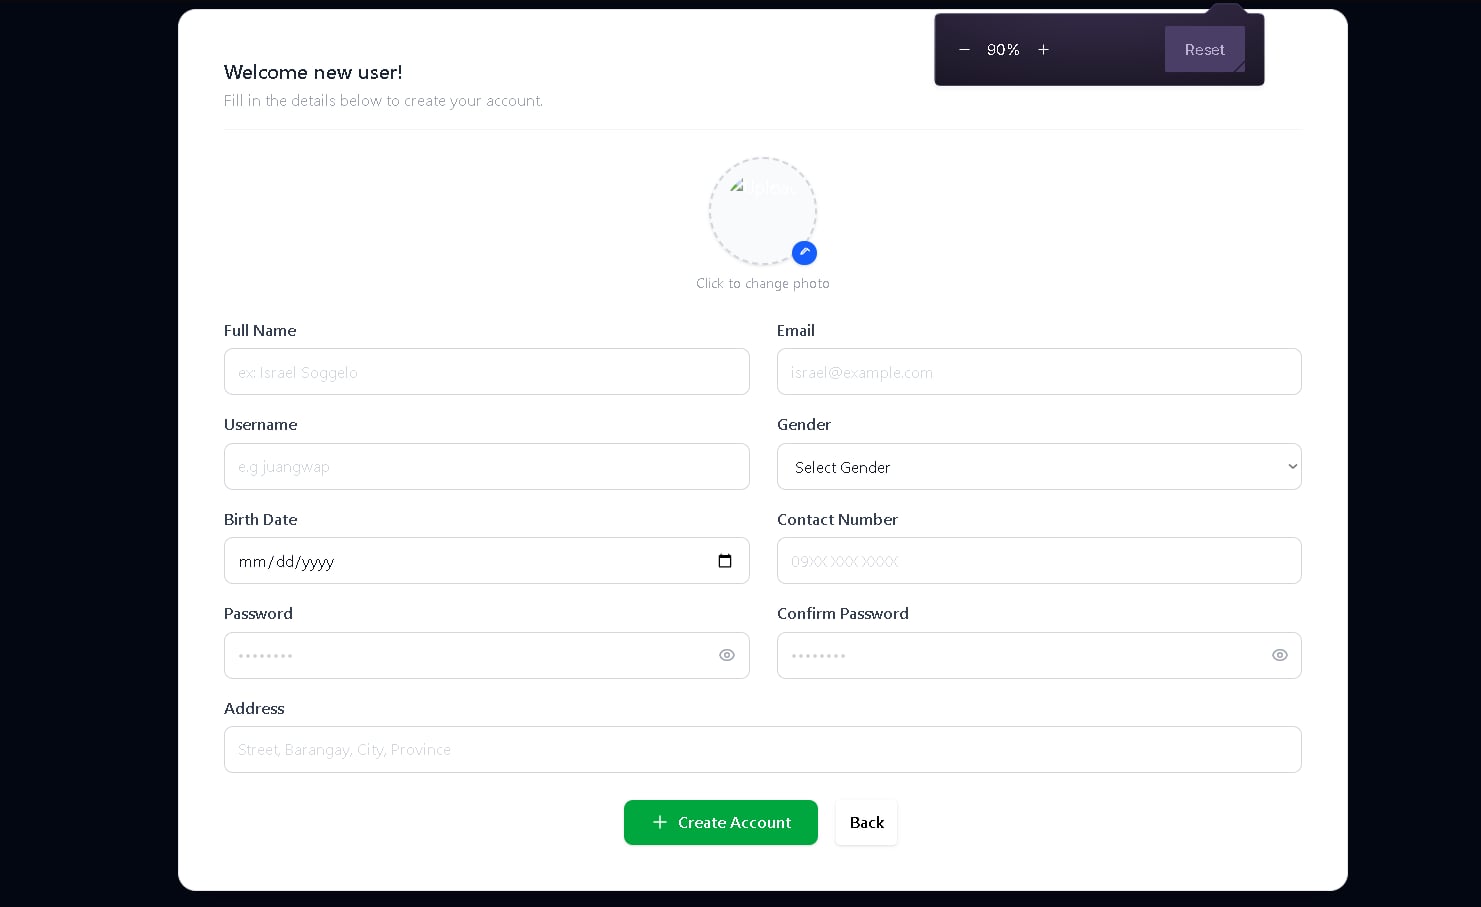 90%
Reset
Welcome new user!
Fill in the details below to create your account.
Upload
Click to change photo
Full Name
Email
ex: Israel Soggelo
israel@example.com
Username
Gender
e.g juangwap
Select Gender
Birth Date
Contact Number
mm/dd/yyyy
09XX XXX XXXX
Password
Confirm Password
••••••••
••••••••
Address
Street, Barangay, City, Province
+ Create Account
Back